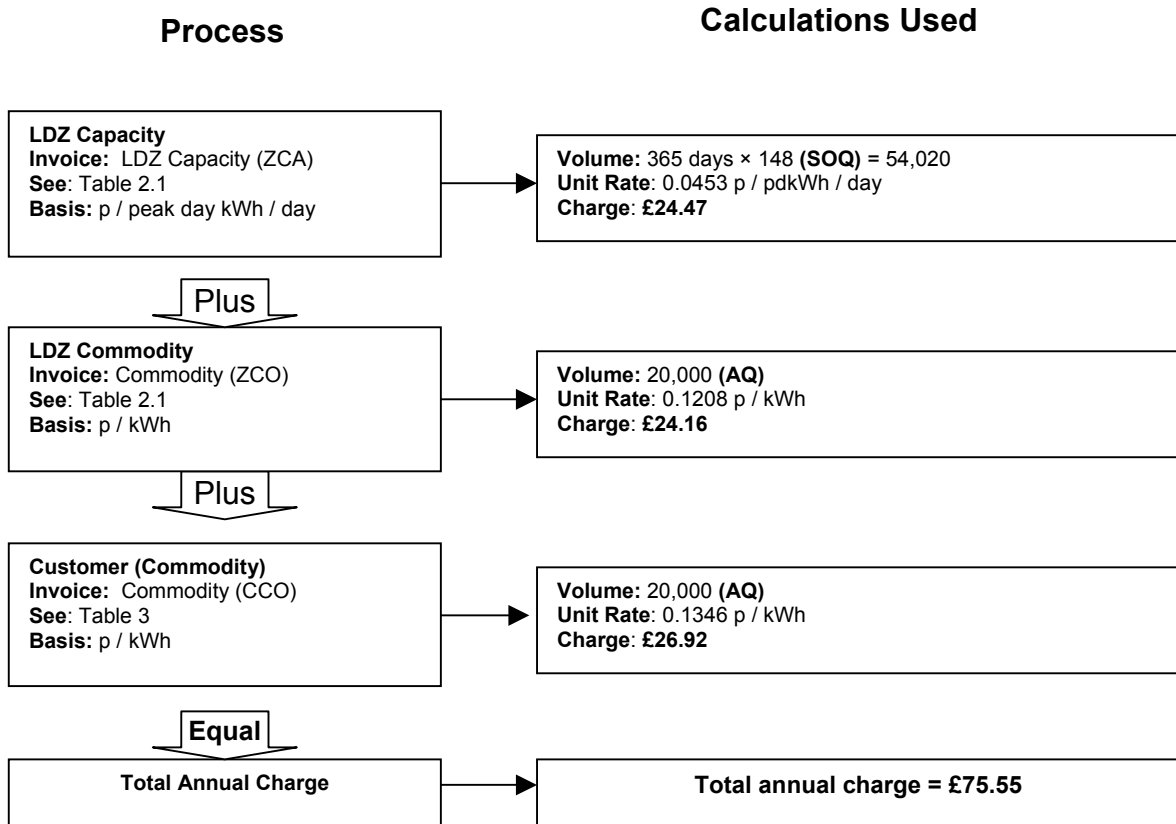 Process
Calculations Used
LDZ Capacity
Invoice: LDZ Capacity (ZCA)
See: Table 2.1
Basis: p / peak day kWh / day
Volume: 365 days × 148 (SOQ) = 54,020
Unit Rate: 0.0453 p / pdkWh / day
Charge: £24.47
Plus
LDZ Commodity
Invoice: Commodity (ZCO)
See: Table 2.1
Basis: p / kWh
Volume: 20,000 (AQ)
Unit Rate: 0.1208 p / kWh
Charge: £24.16
Plus
Customer (Commodity)
Invoice: Commodity (CCO)
See: Table 3
Basis: p / kWh
Volume: 20,000 (AQ)
Unit Rate: 0.1346 p / kWh
Charge: £26.92
Equal
Total Annual Charge
Total annual charge = £75.55